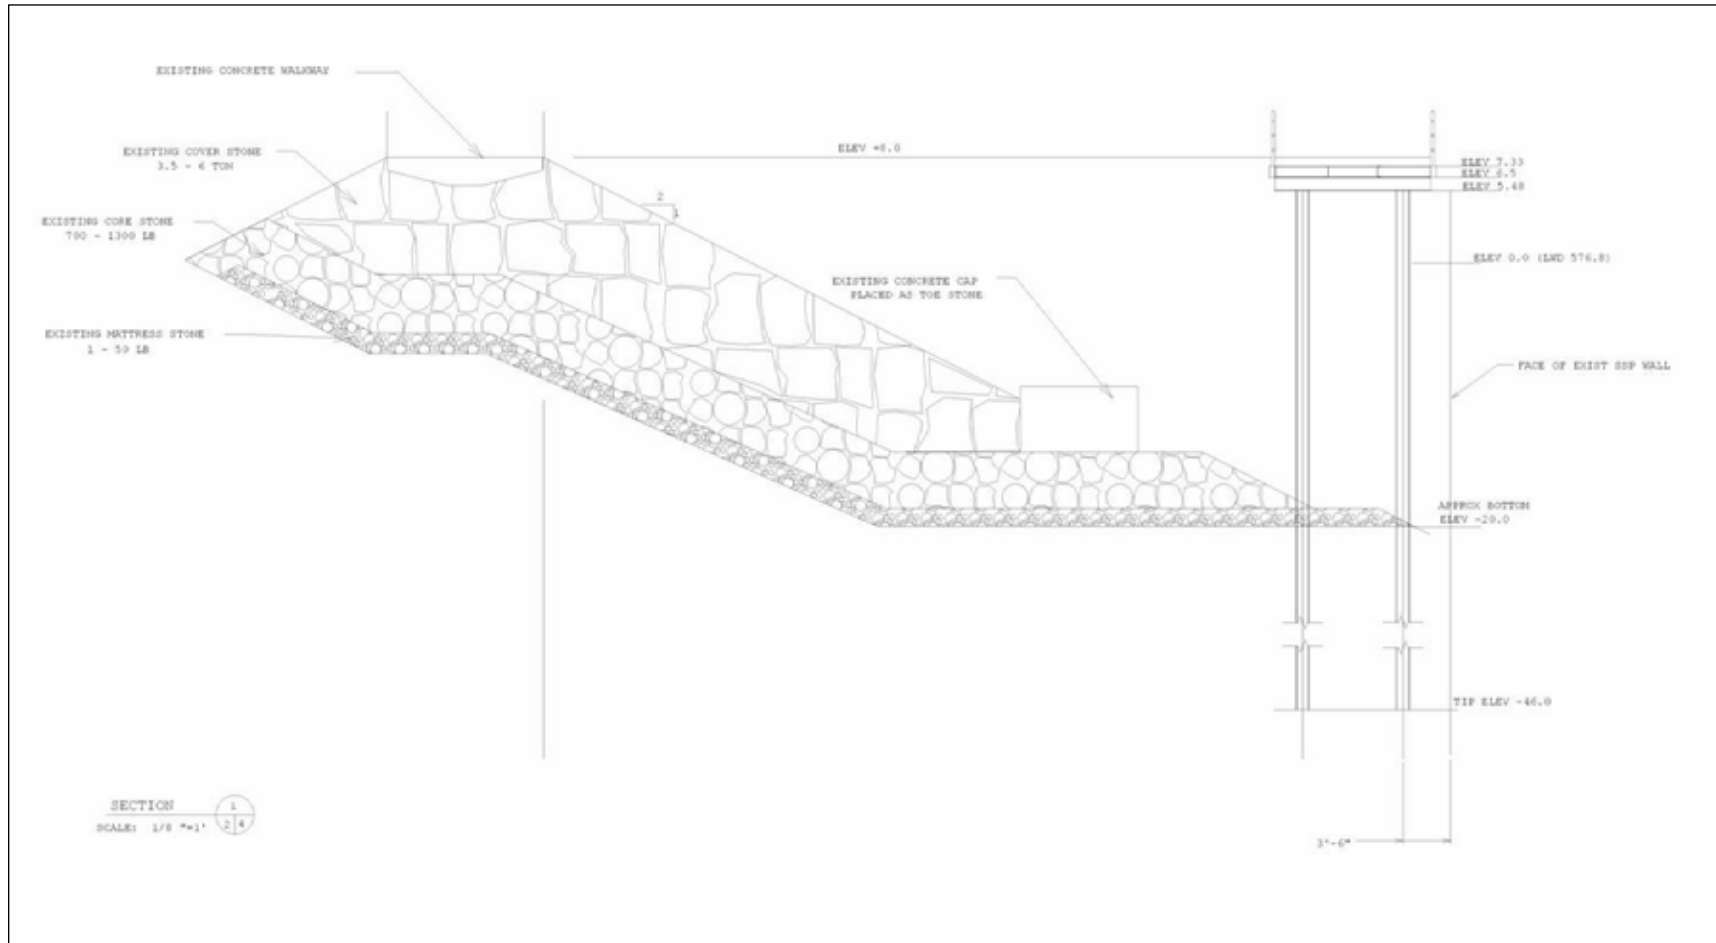 EXISTING CONCRETE WALKWAY
EXISTING COVER STONE
3.5 - 6 TON
ELEV +8.0
ELEV 7.33
ELEV 6.5
ELEV 5.48
2
1
EXISTING CORE STONE
700 - 1300 LB
ELEV 0.0 (LWD 576.8)
EXISTING CONCRETE CAP
PLACED AS TOE STONE
EXISTING MATTRESS STONE
1 - 50 LB
FACE OF EXIST SSP WALL
APPROX BOTTOM
ELEV -20.0
TIP ELEV -46.0
SECTION
1
2 4
SCALE: 1/8 "=1'
3'-6"